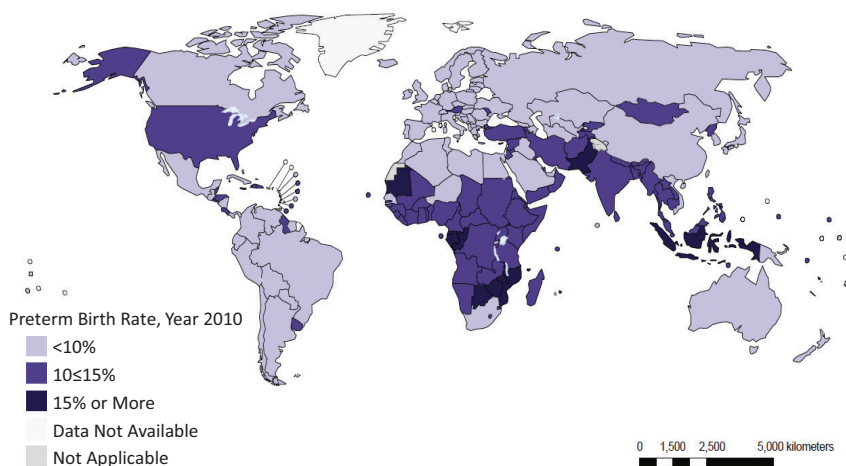 Preterm Birth Rate, Year 2010
<10%
10≤15%
15% or More
Data Not Available
Not Applicable
0 1,500 2,500 5,000 kilometers